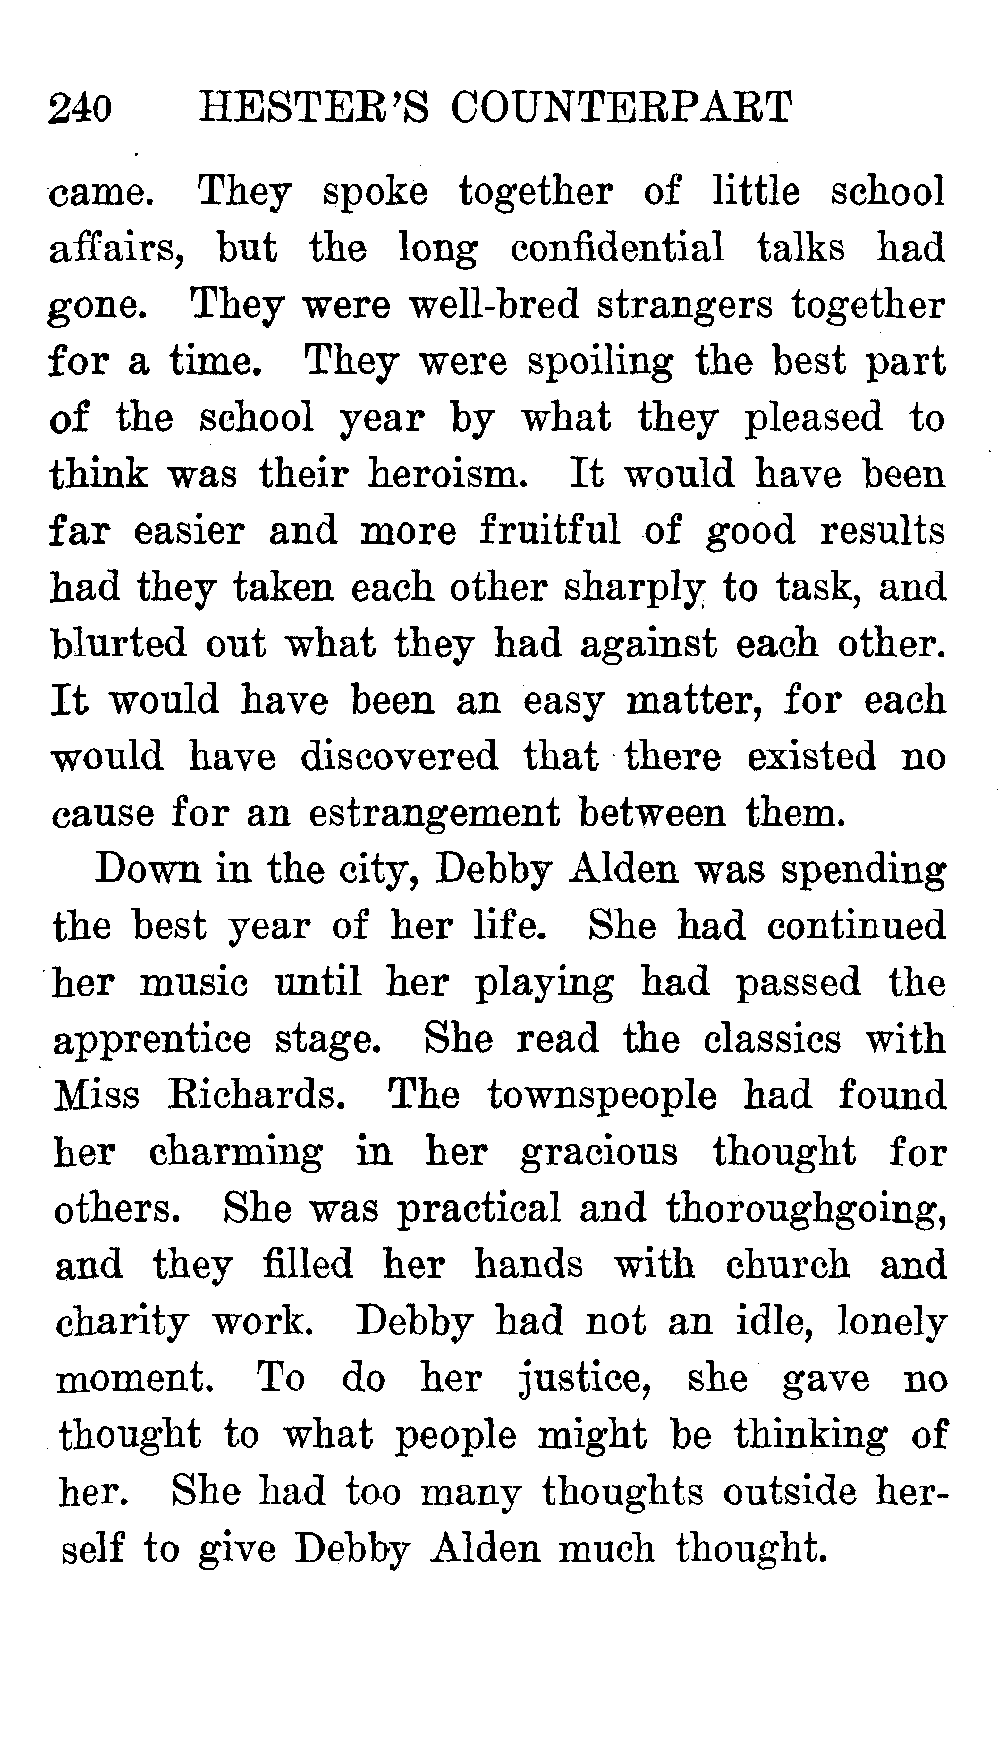 240 HESTER'S COUNTERPART
came. They spoke together of little school
affairs, but the long confidential talks had
gone. They were well-bred strangers together
for a time. They were spoiling the best part
of the school year by what they pleased to
think was their heroism. It would have been
far easier and more fruitful of good results
had they taken each other sharply to task, and
blurted out what they had against each other.
It would have been an easy matter, for each
would have discovered that there existed no
cause for an estrangement between them.
Down in the city, Debby Alden was spending
the best year of her life. She had continued
her music until her playing had passed the
apprentice stage. She read the classics with
Miss Richards. The townspeople had found
her charming in her gracious thought for
others. She was practical and thoroughgoing,
and they filled her hands with church and
charity work. Debby had not an idle, lonely
moment. To do her justice, she gave no
thought to what people might be thinking of
her. She had too many thoughts outside her-
self to give Debby Alden much thought.